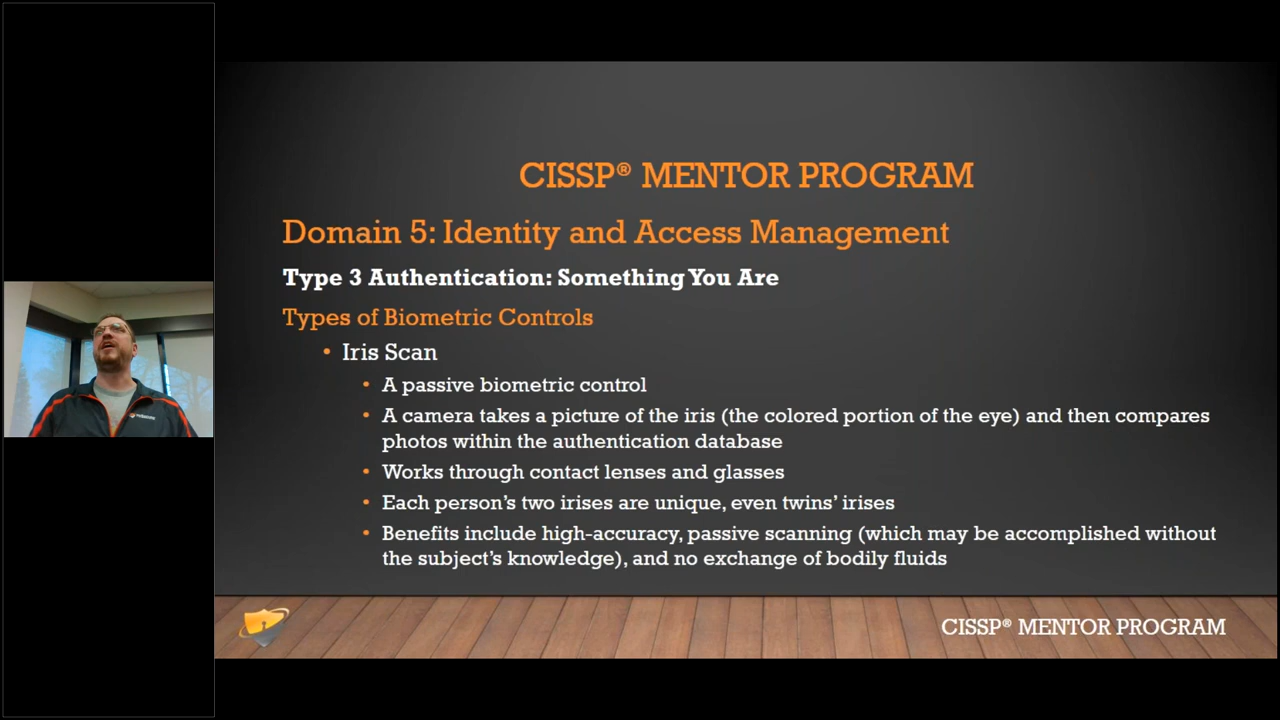 CISSP® MENTOR PROGRAM
Domain 5: Identity and Access Management
Type 3 Authentication: Something You Are
Types of Biometric Controls
• Iris Scan
• A passive biometric control
• A camera takes a picture of the iris (the colored portion of the eye) and then compares
photos within the authentication database
• Works through contact lenses and glasses
• Each person's two irises are unique, even twins' irises
• Benefits include high-accuracy, passive scanning (which may be accomplished without
the subject's knowledge), and no exchange of bodily fluids
CISSP® MENTOR PROGRAM